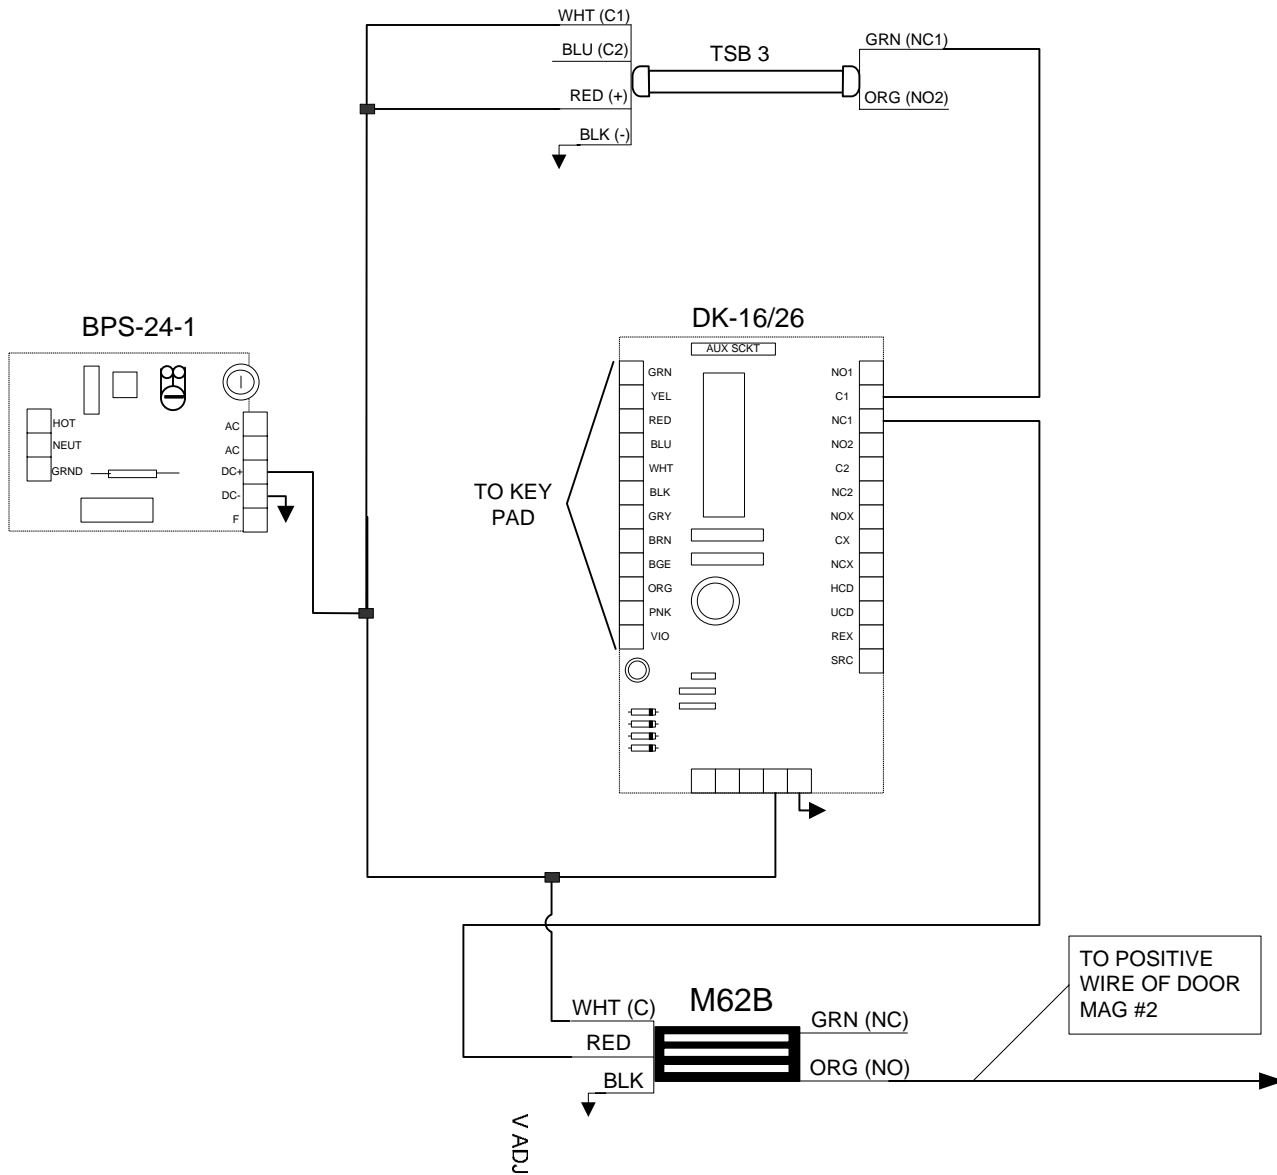 WHT (C1)
BLU (C2)
RED (+)
BLK (-)
TSB 3
GRN (NC1)
ORG (NO2)
BPS-24-1
HOT
NEUT
GRND
AC
AC
DC+
DC-
F
DK-16/26
AUX SCKT
GRN
YEL
RED
BLU
WHT
BLK
GRY
BRN
BGE
ORG
PNK
VIO
TO KEY
PAD
NO1
C1
NC1
NO2
C2
NC2
NOX
CX
NCX
HCD
UCD
REX
SRC
M62B
WHT (C)
RED
BLK
GRN (NC)
ORG (NO)
TO POSITIVE
WIRE OF DOOR
MAG #2
V ADJ